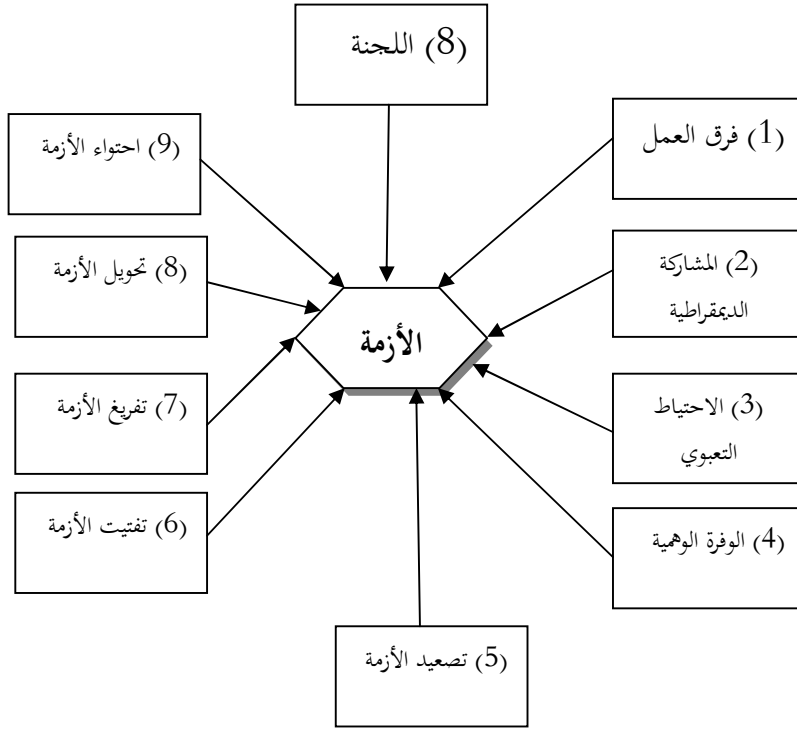 (8) اللجنة
(1) فرق العمل
(9) احتواء الأزمة
(2) المشاركة
الديمقراطية
(8) تحويل الأزمة
الأزمة
(3) الاحتياط
التعبوي
(7) تفريغ الأزمة
(6) تفتيت الأزمة
(4) الوفرة الوهمية
(5) تصعيد الأزمة